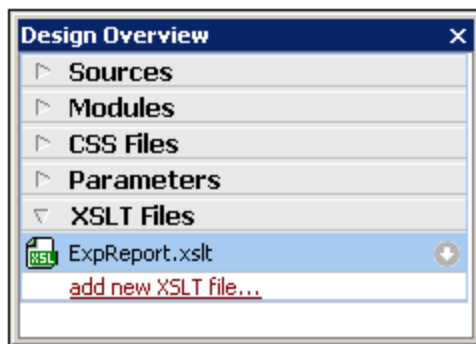 Design Overview
Sources
Modules
CSS Files
Parameters
XSLT Files
XSL ExpReport.xslt
add new XSLT file...